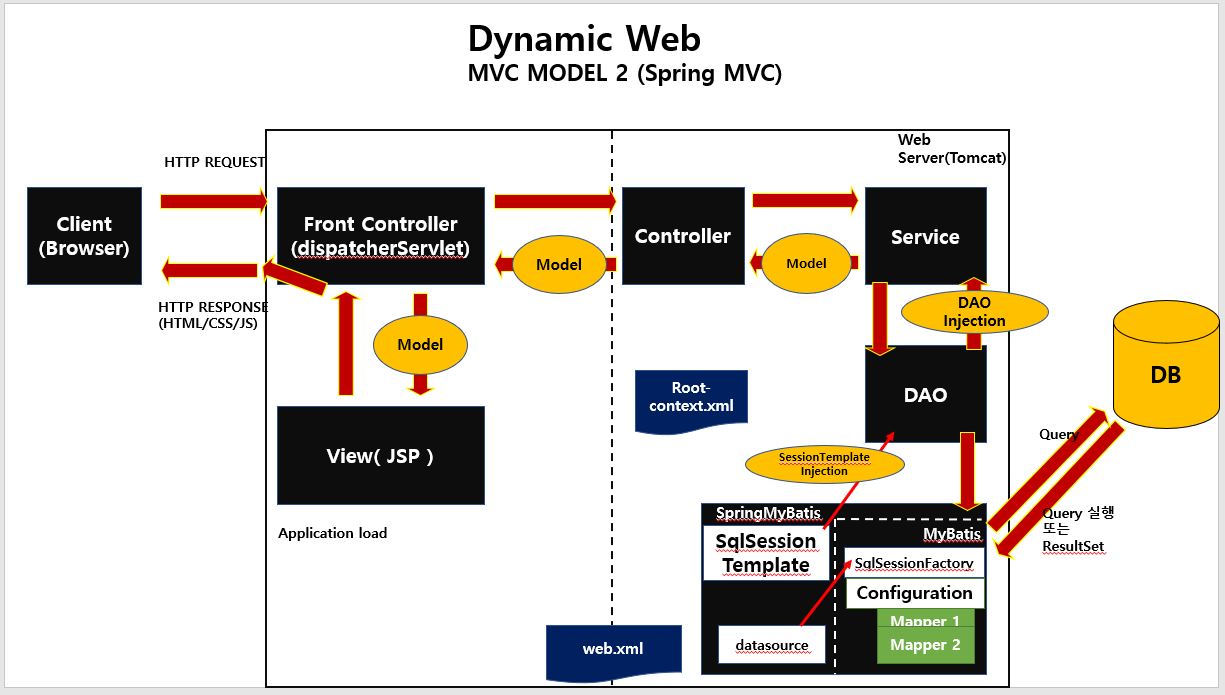 Dynamic Web
MVC MODEL 2 (Spring MVC)
Web
Server(Tomcat)
HTTP REQUEST
Client
(Browser)
Front Controller
(dispatcherServlet)
Controller
Service
Model
Model
HTTP RESPONSE
(HTML/CSS/JS)
DAO
Injection
Model
DB
Root-
context.xml
DAO
Query
View( JSP )
SessionTemplate
Injection
Application load
SpringMyBatis
Query 실행
또는
ResultSet
MyBatis
SqlSession
Template
SqlSessionFactory
Configuration
Mapper 1
Mapper 2
datasource
web.xml